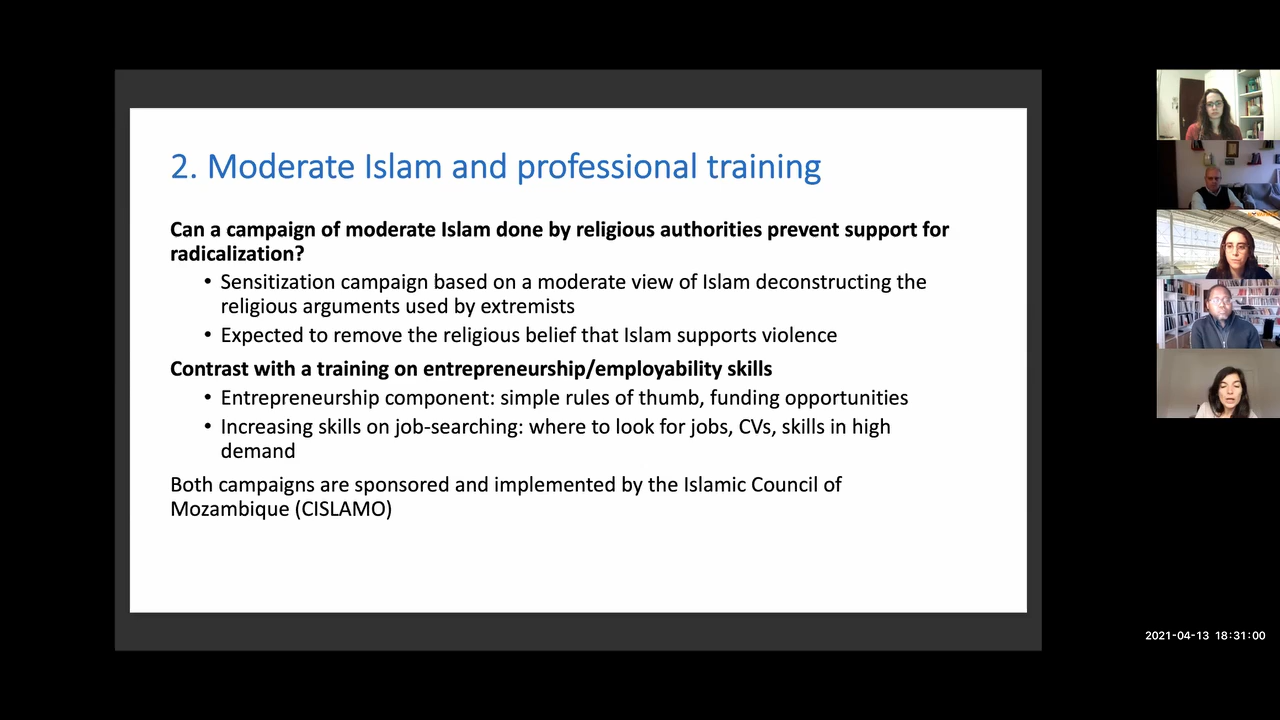 2. Moderate Islam and professional training
Can a campaign of moderate Islam done by religious authorities prevent support for
radicalization?
• Sensitization campaign based on a moderate view of Islam deconstructing the
religious arguments used by extremists
• Expected to remove the religious belief that Islam supports violence
Contrast with a training on entrepreneurship/employability skills
• Entrepreneurship component: simple rules of thumb, funding opportunities
• Increasing skills on job-searching: where to look for jobs, CVs, skills in high
demand
Both campaigns are sponsored and implemented by the Islamic Council of
Mozambique (CISLAMO)
2021-04-13 18:31:00